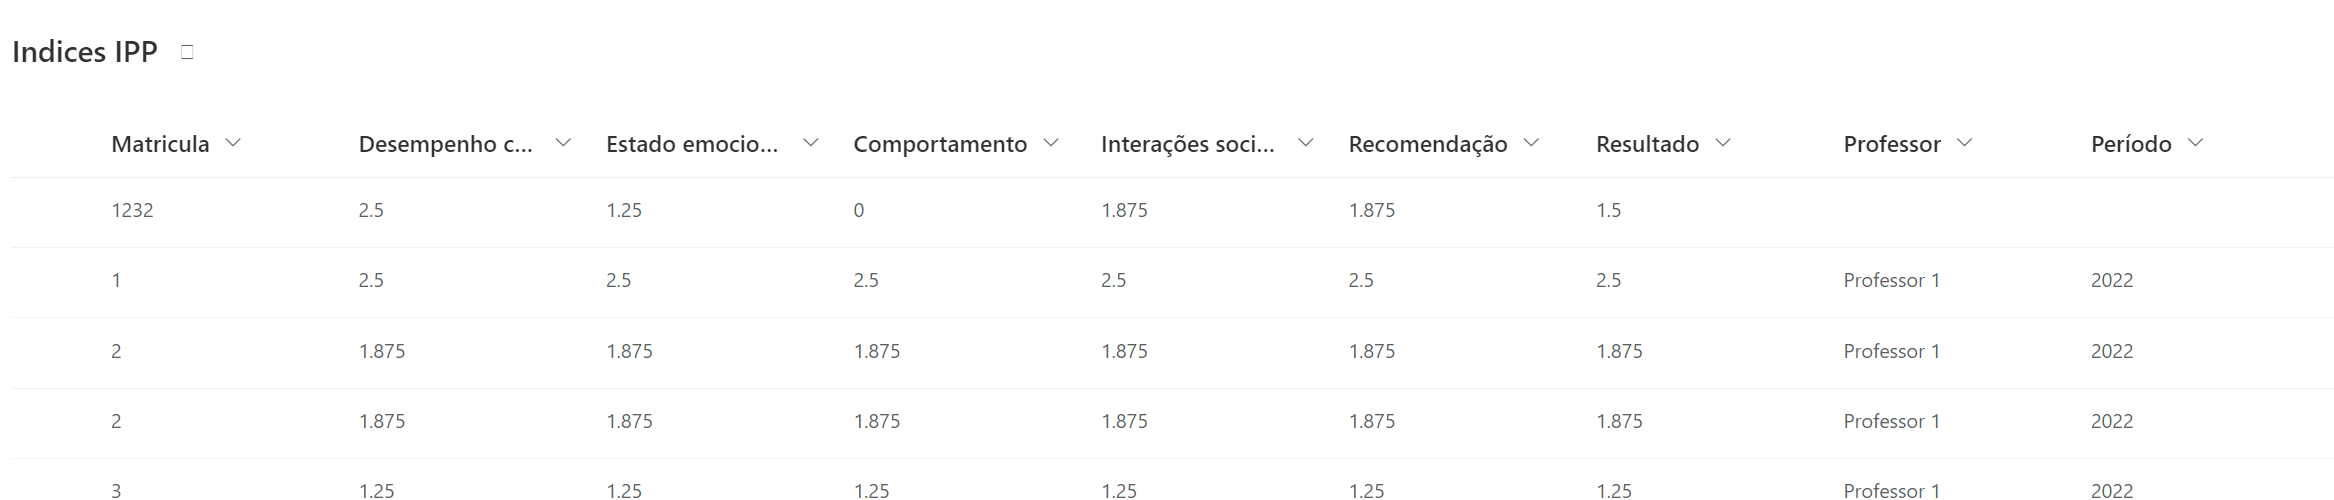 Indices IPP
Matricula Desempenho c... Estado emocio... Comportamento Interações soci... Recomendação Resultado Professor Período
1232 2.5 1.25 0 1.875 1.875 1.5
1 2.5 2.5 2.5 2.5 2.5 2.5 Professor 1 2022
2 1.875 1.875 1.875 1.875 1.875 1.875 Professor 1 2022
2 1.875 1.875 1.875 1.875 1.875 1.875 Professor 1 2022
3 1.25 1.25 1.25 1.25 1.25 1.25 Professor 1 2022